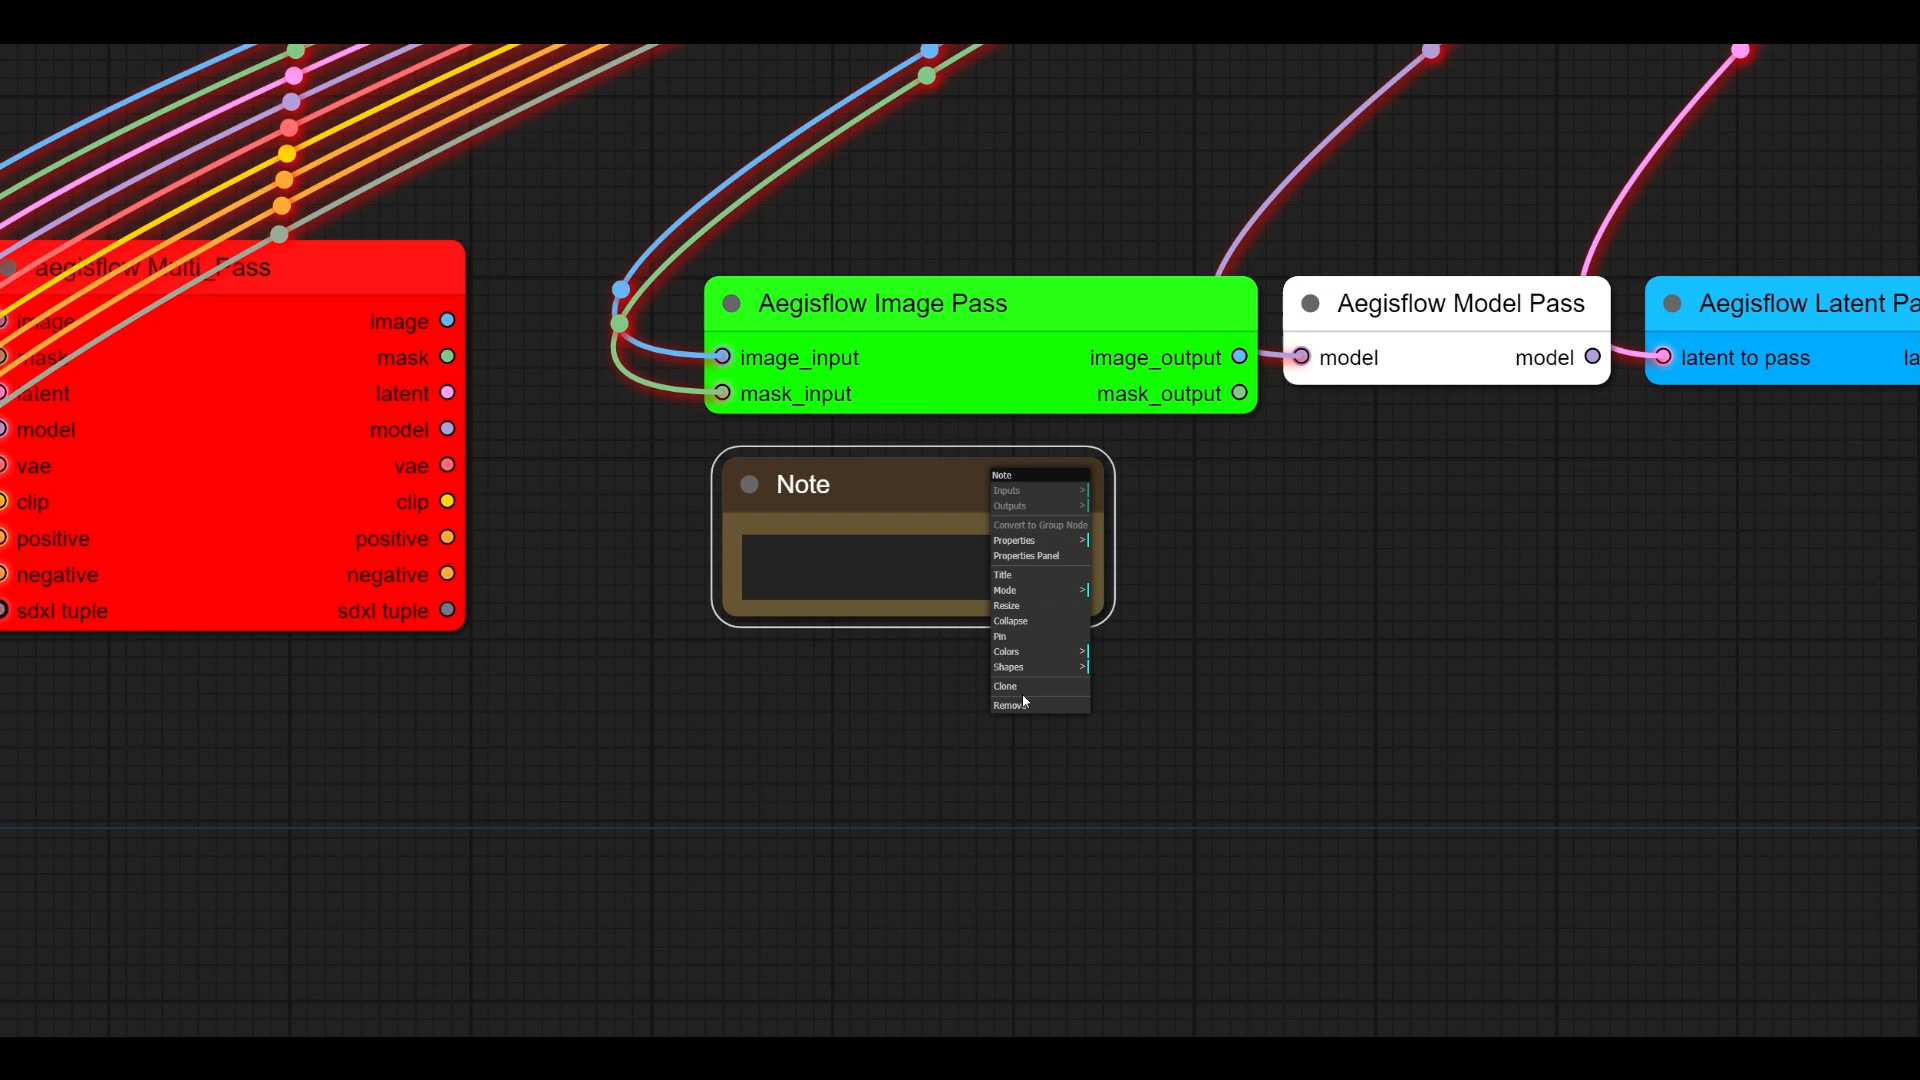 aegisflow Multi_Pass
image image
mask mask
latent latent
model model
vae vae
clip clip
positive positive
negative negative
sdxl tuple sdxl tuple
Aegisflow Image Pass
image_input image_output
mask_input mask_output
Aegisflow Model Pass
model model
Aegisflow Latent Pa
latent to pass la
Note
Note
Inputs >
Outputs >
Convert to Group Node
Properties >
Properties Panel
Title
Mode >
Resize
Collapse
Pin
Colors >
Shapes >
Clone
Remove